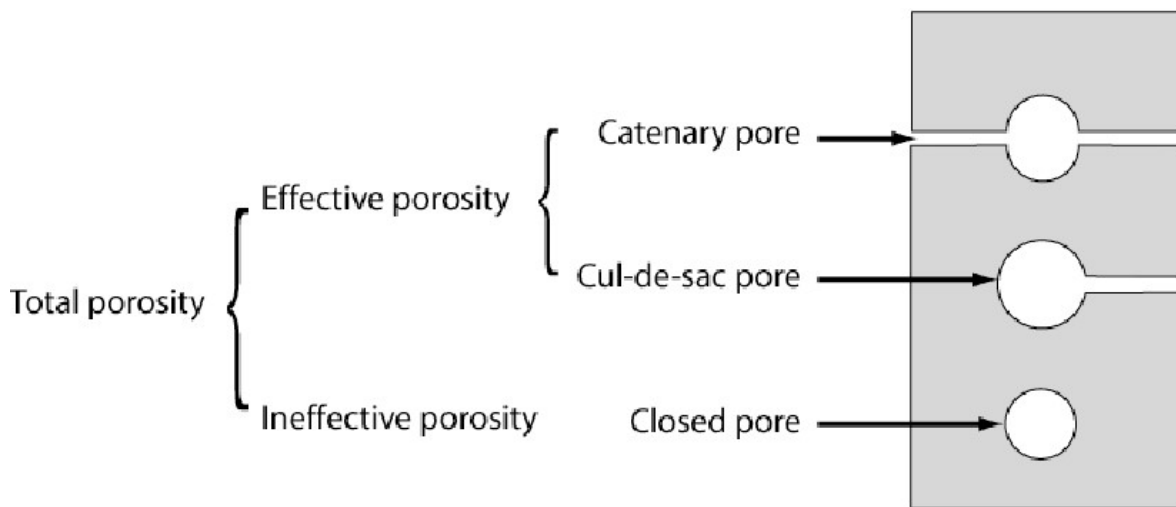 Catenary pore
Effective porosity
Cul-de-sac pore
Total porosity
Ineffective porosity
Closed pore